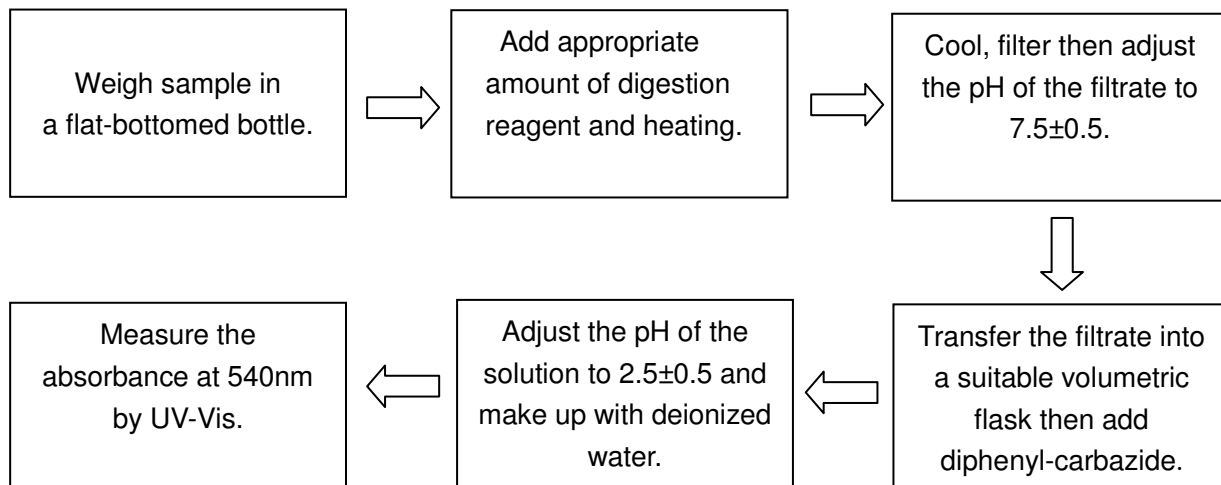 Weigh sample in
a flat-bottomed bottle.
Add appropriate
amount of digestion
reagent and heating.
Cool, filter then adjust
the pH of the filtrate to
7.5±0.5.
Transfer the filtrate into
a suitable volumetric
flask then add
diphenyl-carbazide.
Adjust the pH of the
solution to 2.5±0.5 and
make up with deionized
water.
Measure the
absorbance at 540nm
by UV-Vis.